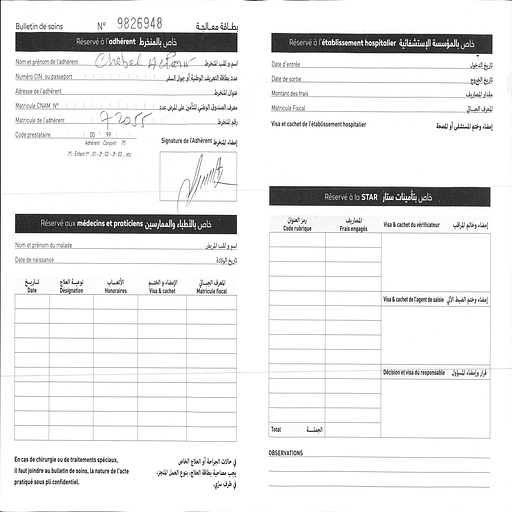 Bulletin de soins N° 9826948 بطاقة معالجة
Réservé à l'adhérent خاص بالمنخرط
Nom et prénom de l'adhérent اسم و لقب المنخرط
Numéro CIN ou passeport عدد بطاقة التعريف الوطنية أو جواز السفر
Adresse de l'adhérent عنوان المنخرط
Matricule CNAM N° معرف الصندوق الوطني للتأمين على المرض عدد
Matricule de l'adhérent 72055 رقم المنخرط
Code prestataire 00 99
Adhérent Conjoint (*)
(*) : Enfant 1er : 01 - 2è : 02 - 3è : 03 ... etc
Signature de l'Adhérent إمضاء المنخرط
Réservé aux médecins et praticiens خاص بالأطباء والممارسين
Nom et prénom du malade اسم و لقب المريض
Date de naissance تاريخ الولادة
تاريخ نوعية العلاج الأتعاب الإمضاء و الختم المعرف الجبائي
Date Désignation Honoraires Visa & cachet Matricule fiscal
En cas de chirurgie ou de traitements spéciaux,
il faut joindre au bulletin de soins, la nature de l'acte
pratiqué sous pli confidentiel.
في حالات الجراحة أو العلاج الخاص
يجب مصاحبة بطاقة العلاج، بنوع العمل المنجز،
في ظرف سري.
Réservé à l'établissement hospitalier خاص بالمؤسسة الإستشفائية
Date d'entrée تاريخ الدخول
Date de sortie تاريخ الخروج
Montant des frais مقدار المصاريف
Matricule Fiscal المعرف الجبائي
Visa et cachet de l'établissement hospitalier إمضاء وختم المستشفى أو المصحة
Réservé à la STAR خاص بتأمينات ستار
رمز العنوان المصاريف
Code rubrique Frais engagés
Visa & cachet du vérificateur إمضاء وخاتم المراقب
Visa & cachet de l'agent de saisie إمضاء وختم الضبط الآلي
Décision et visa du responsable قرار وإمضاء المسؤول
Total الجملة
OBSERVATIONS